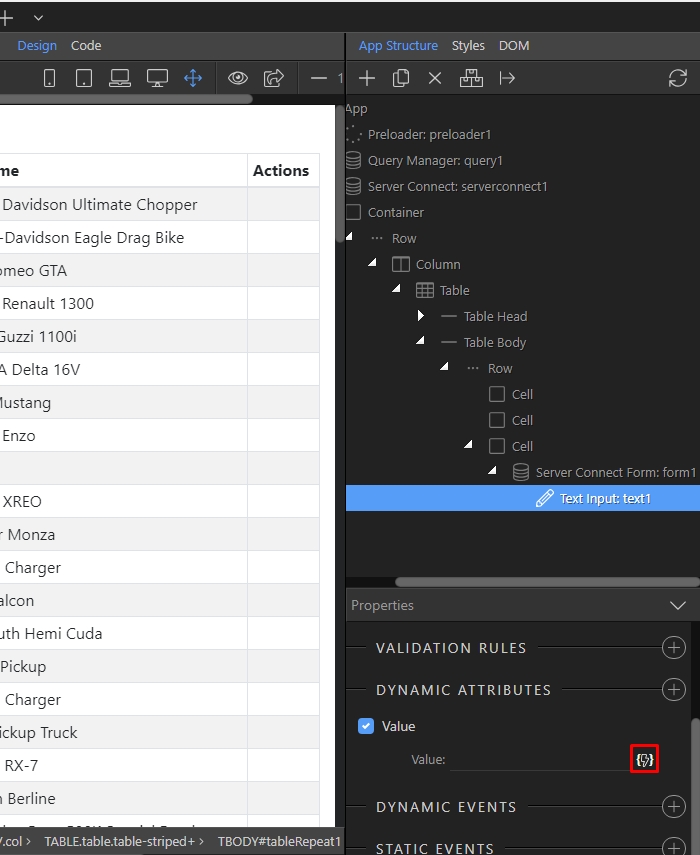 Design Code
App Structure Styles DOM
1
App
Preloader: preloader1
Query Manager: query1
Server Connect: serverconnect1
Container
Row
Column
Table
Table Head
Table Body
Row
Cell
Cell
Cell
Server Connect Form: form1
Text Input: text1
me Actions
Davidson Ultimate Chopper
-Davidson Eagle Drag Bike
omeo GTA
Renault 1300
Guzzi 1100i
A Delta 16V
Mustang
Enzo
XREO
r Monza
Charger
alcon
uth Hemi Cuda
Pickup
Charger
ickup Truck
RX-7
n Berline
V.col > TABLE.table.table-striped+ > TBODY#tableRepeat1
Properties
VALIDATION RULES
DYNAMIC ATTRIBUTES
Value
Value:
DYNAMIC EVENTS
STATIC EVENTS